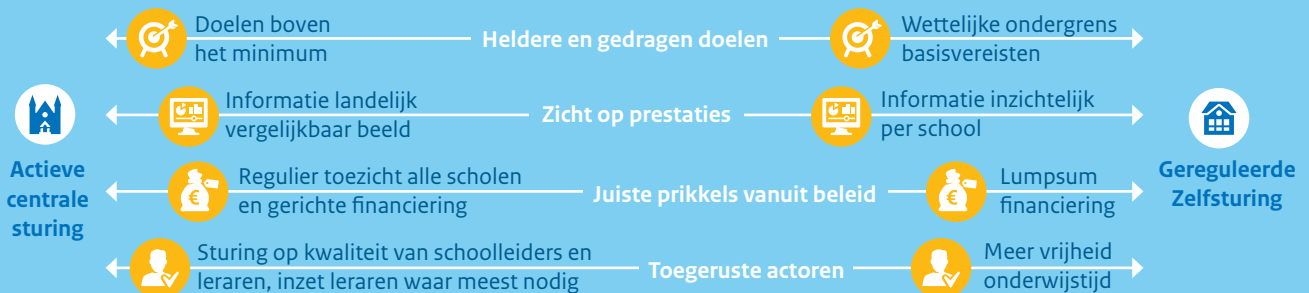 Doelen boven
het minimum
Heldere en gedragen doelen
Wettelijke ondergrens
basisvereisten
Informatie landelijk
vergelijkbaar beeld
Zicht op prestaties
Informatie inzichtelijk
per school
Actieve
centrale
sturing
Regulier toezicht alle scholen
en gerichte financiering
Juiste prikkels vanuit beleid
Lumpsum
financiering
Gereguleerde
Zelfsturing
Sturing op kwaliteit van schoolleiders en
leraren, inzet leraren waar meest nodig
Toegeruste actoren
Meer vrijheid
onderwijstijd